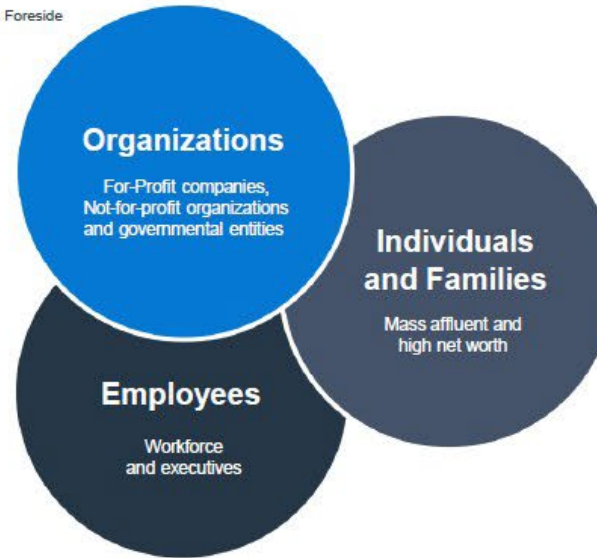 Foreside
Organizations
For-Profit companies,
Not-for-profit organizations
and governmental entities
Individuals
and Families
Mass affluent and
high net worth
Employees
Workforce
and executives